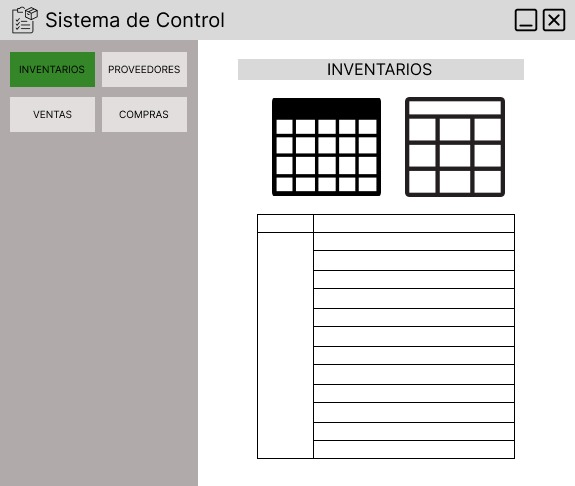 Sistema de Control
INVENTARIOS
PROVEEDORES
VENTAS
COMPRAS
INVENTARIOS